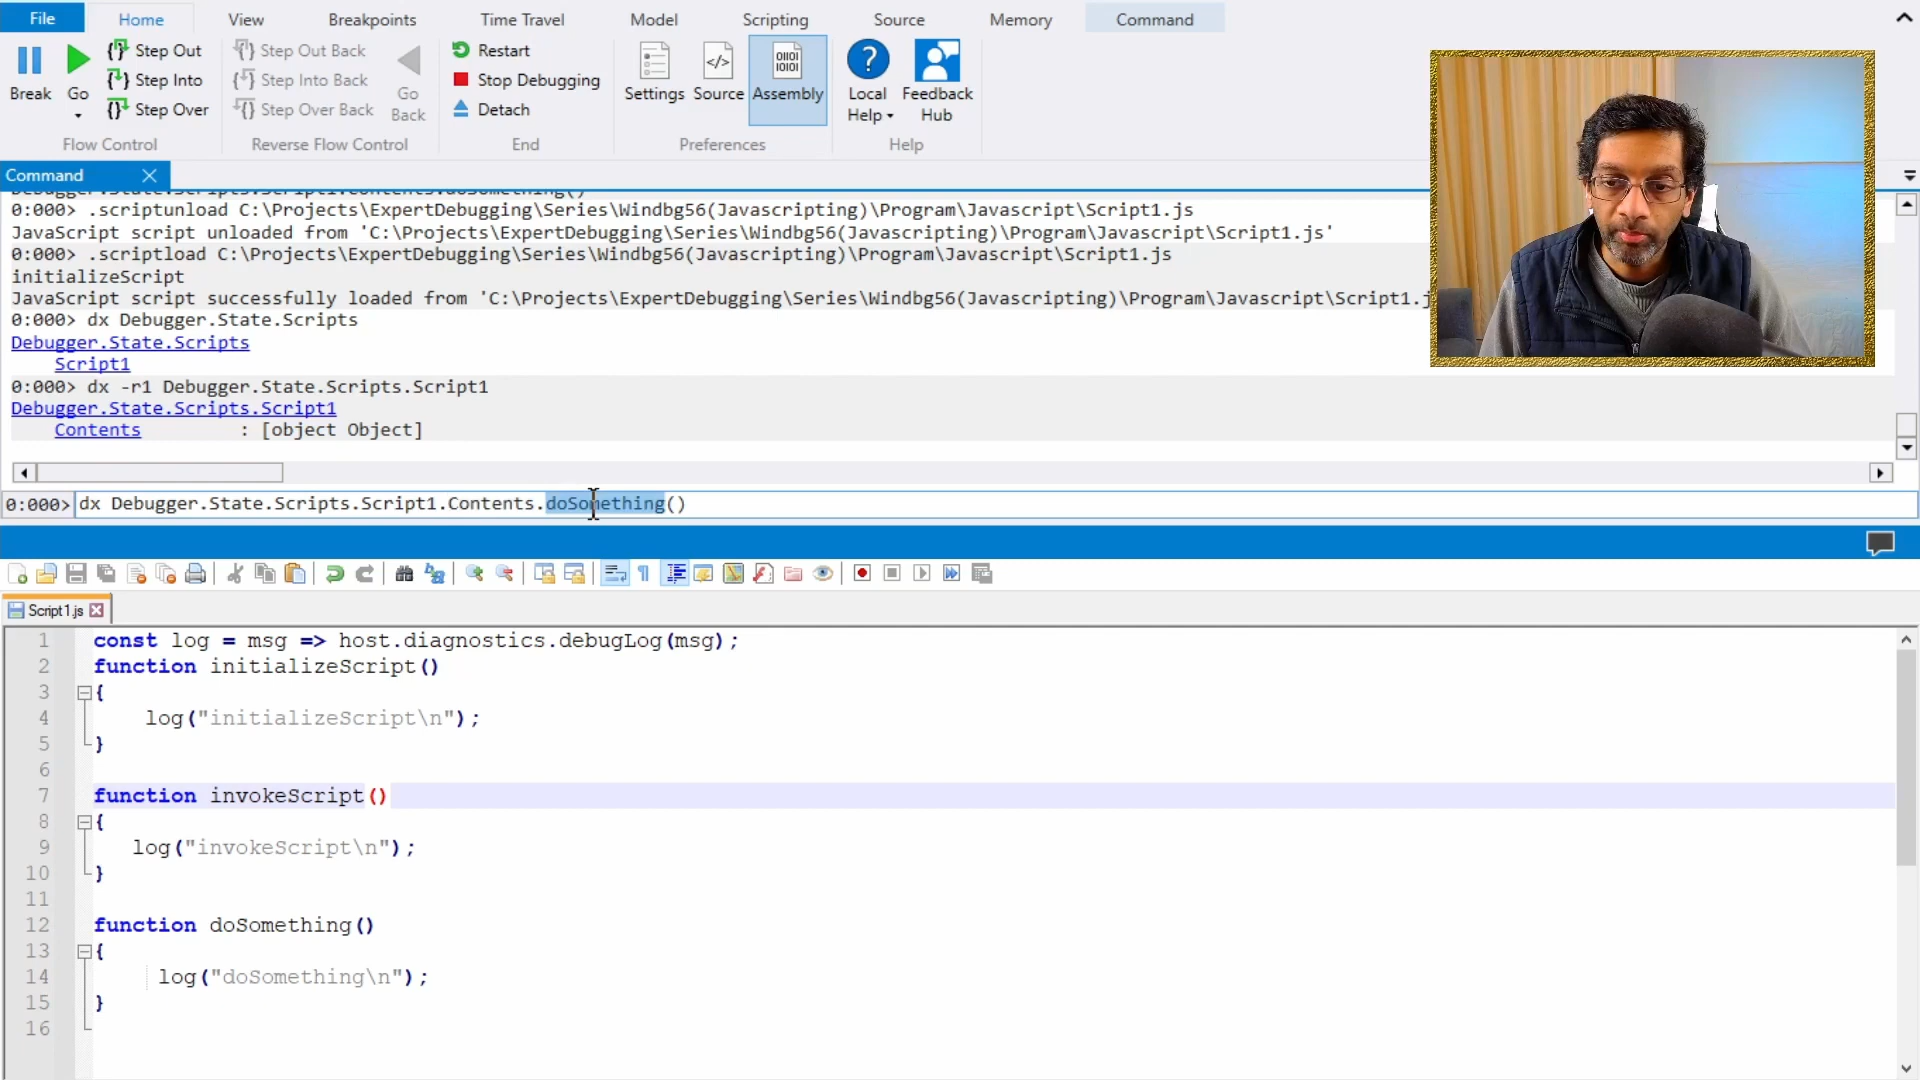 File Home View Breakpoints Time Travel Model Scripting Source Memory Command
Break
Go
Step Out
Step Into
Step Over
Flow Control
Step Out Back
Step Into Back
Step Over Back
Go Back
Reverse Flow Control
Restart
Stop Debugging
Detach
End
Settings
Source
Assembly
Preferences
Local Help
Feedback Hub
Help
Command
Debugger.State.Scripts.Script1.Contents.doSomething()
0:000> .scriptunload C:\Projects\ExpertDebugging\Series\Windbg56(Javascripting)\Program\Javascript\Script1.js
JavaScript script unloaded from 'C:\Projects\ExpertDebugging\Series\Windbg56(Javascripting)\Program\Javascript\Script1.js'
0:000> .scriptload C:\Projects\ExpertDebugging\Series\Windbg56(Javascripting)\Program\Javascript\Script1.js
initializeScript
JavaScript script successfully loaded from 'C:\Projects\ExpertDebugging\Series\Windbg56(Javascripting)\Program\Javascript\Script1.j
0:000> dx Debugger.State.Scripts
Debugger.State.Scripts
Script1
0:000> dx -r1 Debugger.State.Scripts.Script1
Debugger.State.Scripts.Script1
Contents : [object Object]
0:000> dx Debugger.State.Scripts.Script1.Contents.doSomething()
Script1.js
1 const log = msg => host.diagnostics.debugLog(msg);
2 function initializeScript()
3 {
4 log("initializeScript\n");
5 }
6
7 function invokeScript()
8 {
9 log("invokeScript\n");
10 }
11
12 function doSomething()
13 {
14 log("doSomething\n");
15 }
16